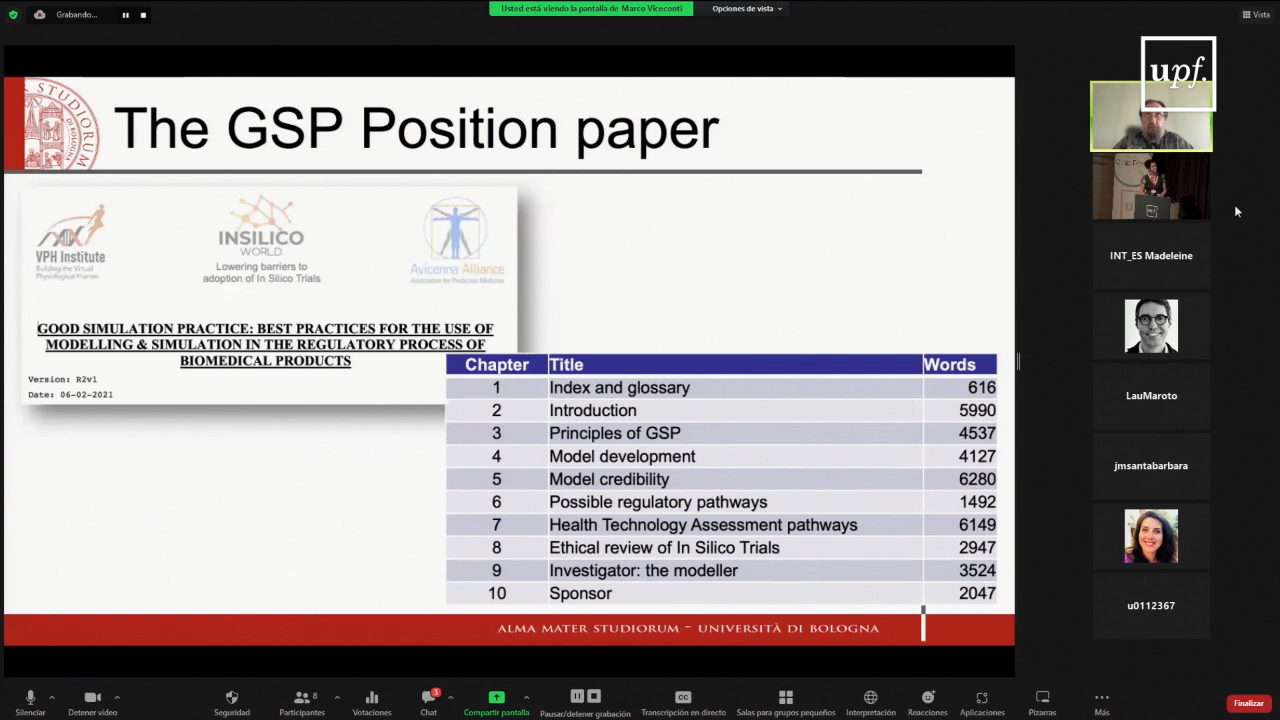 Grabando...
Usted está viendo la pantalla de Marco Viceconti
Opciones de vista
Vista
upf.
The GSP Position paper
VPH Institute
Building the Virtual
Physiological Human
INSILICO
WORLD
Lowering barriers to
adoption of In Silico Trials
Avicenna Alliance
Association for Predictive Medicine
GOOD SIMULATION PRACTICE: BEST PRACTICES FOR THE USE OF
MODELLING & SIMULATION IN THE REGULATORY PROCESS OF
BIOMEDICAL PRODUCTS
Version: R2v1
Date: 06-02-2021
Chapter Title Words
1 Index and glossary 616
2 Introduction 5990
3 Principles of GSP 4537
4 Model development 4127
5 Model credibility 6280
6 Possible regulatory pathways 1492
7 Health Technology Assessment pathways 6149
8 Ethical review of In Silico Trials 2947
9 Investigator: the modeller 3524
10 Sponsor 2047
ALMA MATER STUDIORUM - UNIVERSITÀ DI BOLOGNA
INT_ES Madeleine
LauMaroto
jmsantabarbara
u0112367
Silenciar
Detener vídeo
Seguridad
8
Participantes
Votaciones
3
Chat
Compartir pantalla
Pausar/detener grabación
CC
Transcripción en directo
Salas para grupos pequeños
Interpretación
Reacciones
Aplicaciones
Pizarras
Más
Finalizar